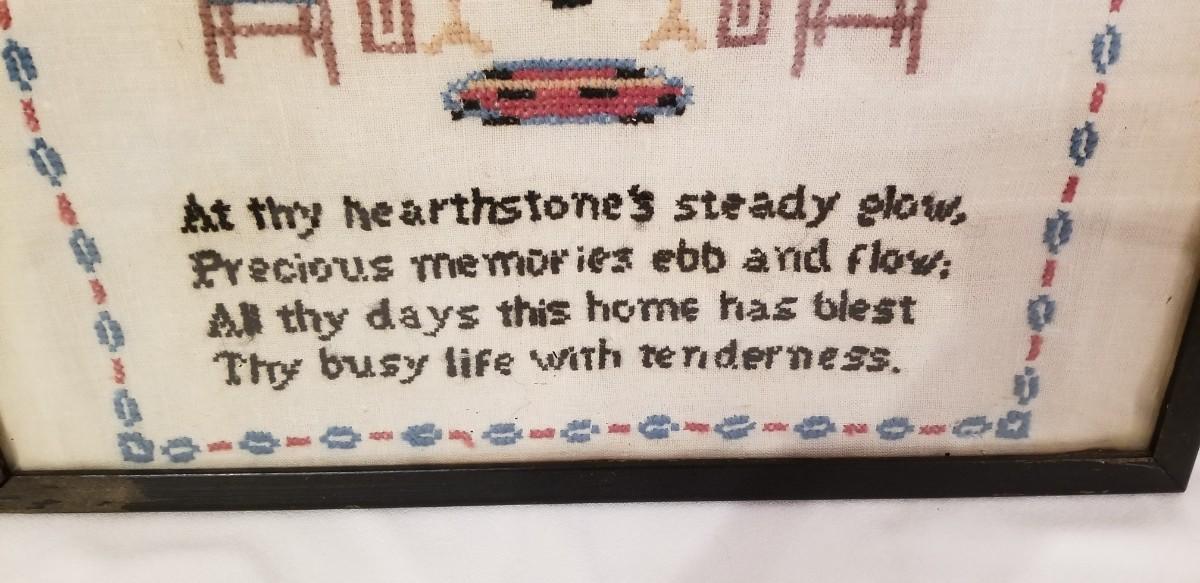 At thy hearthstone's steady glow,
Precious memories ebb and flow;
All thy days this home has blest
Thy busy life with tenderness.